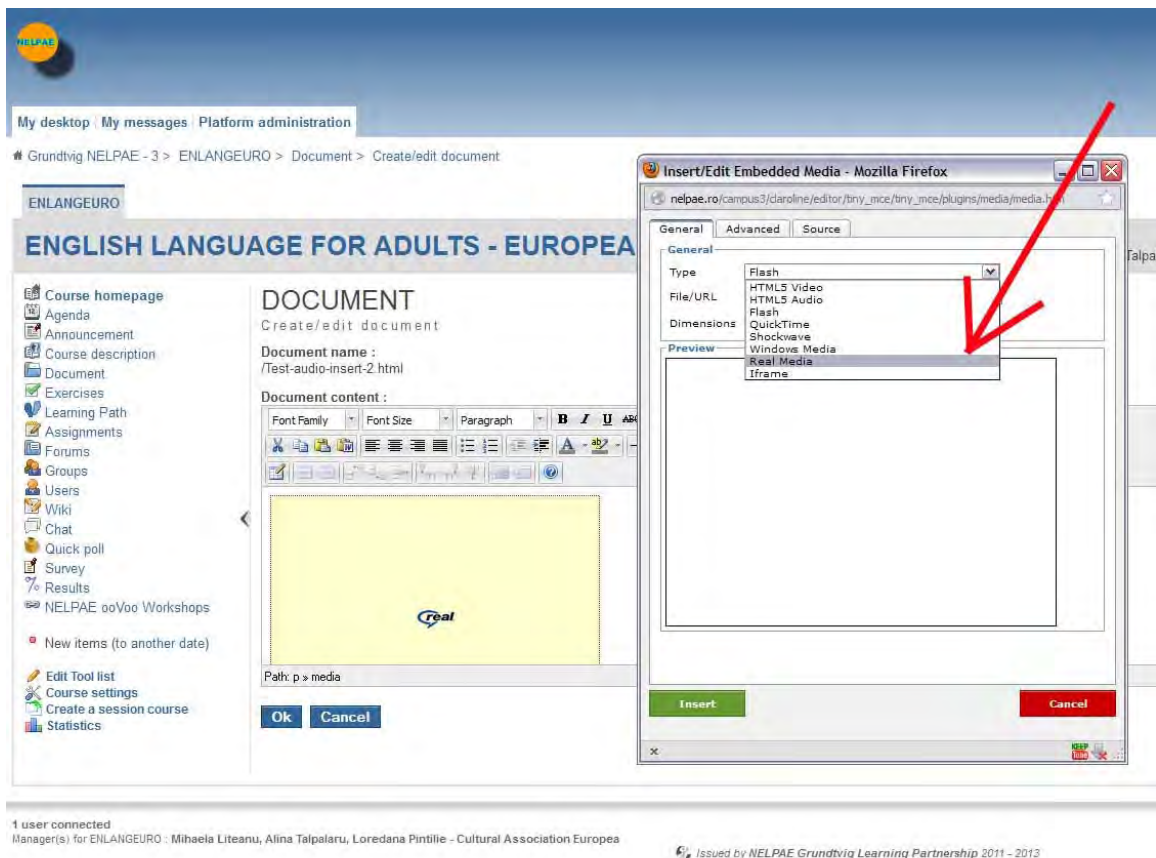 NELPAE
My desktop My messages Platform administration
Grundtvig NELPAE - 3 > ENLANGEURO > Document > Create/edit document
ENLANGEURO
ENGLISH LANGUAGE FOR ADULTS - EUROPEA
Talpa
Course homepage
Agenda
Announcement
Course description
Document
Exercises
Learning Path
Assignments
Forums
Groups
Users
Wiki
Chat
Quick poll
Survey
Results
NELPAE ooVoo Workshops
New items (to another date)
Edit Tool list
Course settings
Create a session course
Statistics
DOCUMENT
Create/edit document
Document name :
/Test-audio-insert-2.html
Document content :
Font Family Font Size Paragraph B I U ABC
real
Path: p » media
Ok Cancel
Insert/Edit Embedded Media - Mozilla Firefox
nelpae.ro/campus3/claroline/editor/tiny_mce/tiny_mce/plugins/media/media.htm
General Advanced Source
General
Type Flash
HTML5 Video
File/URL HTML5 Audio
Flash
Dimensions QuickTime
Shockwave
Preview Windows Media
Real Media
Iframe
Insert Cancel
× KEEP Tube
1 user connected
Manager(s) for ENLANGEURO : Mihaela Liteanu, Alina Talpalaru, Loredana Pintilie - Cultural Association Europea
Issued by NELPAE Grundtvig Learning Partnership 2011 - 2013